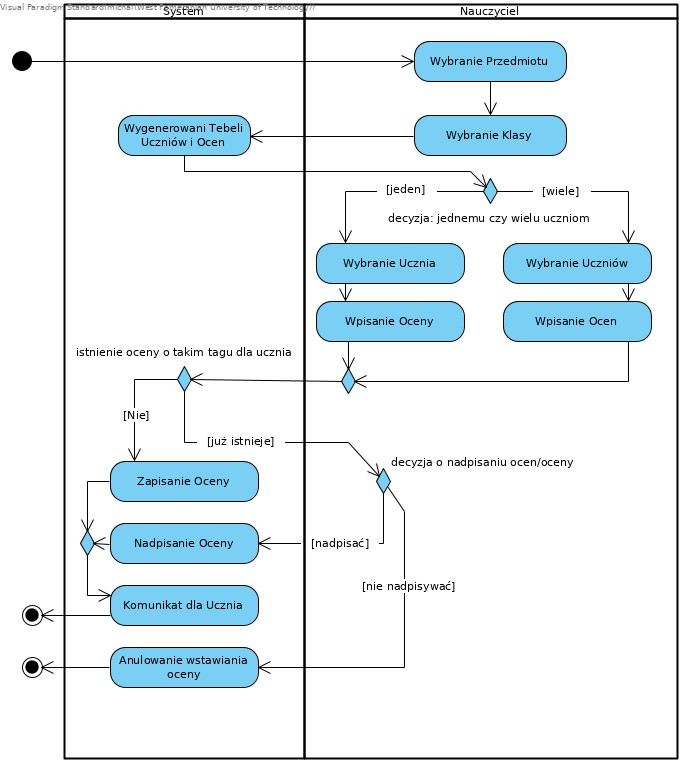 Visual Paradigm Standard(michal(West Pomeranian University of Technology))
System
Nauczyciel
Wybranie Przedmiotu
Wygenerowani Tebeli
Uczniów i Ocen
Wybranie Klasy
[jeden]
[wiele]
decyzja: jednemu czy wielu uczniom
Wybranie Ucznia
Wybranie Uczniów
Wpisanie Oceny
Wpisanie Ocen
istnienie oceny o takim tagu dla ucznia
[Nie]
[już istnieje]
decyzja o nadpisaniu ocen/oceny
Zapisanie Oceny
Nadpisanie Oceny
[nadpisać]
[nie nadpisywać]
Komunikat dla Ucznia
Anulowanie wstawiania
oceny